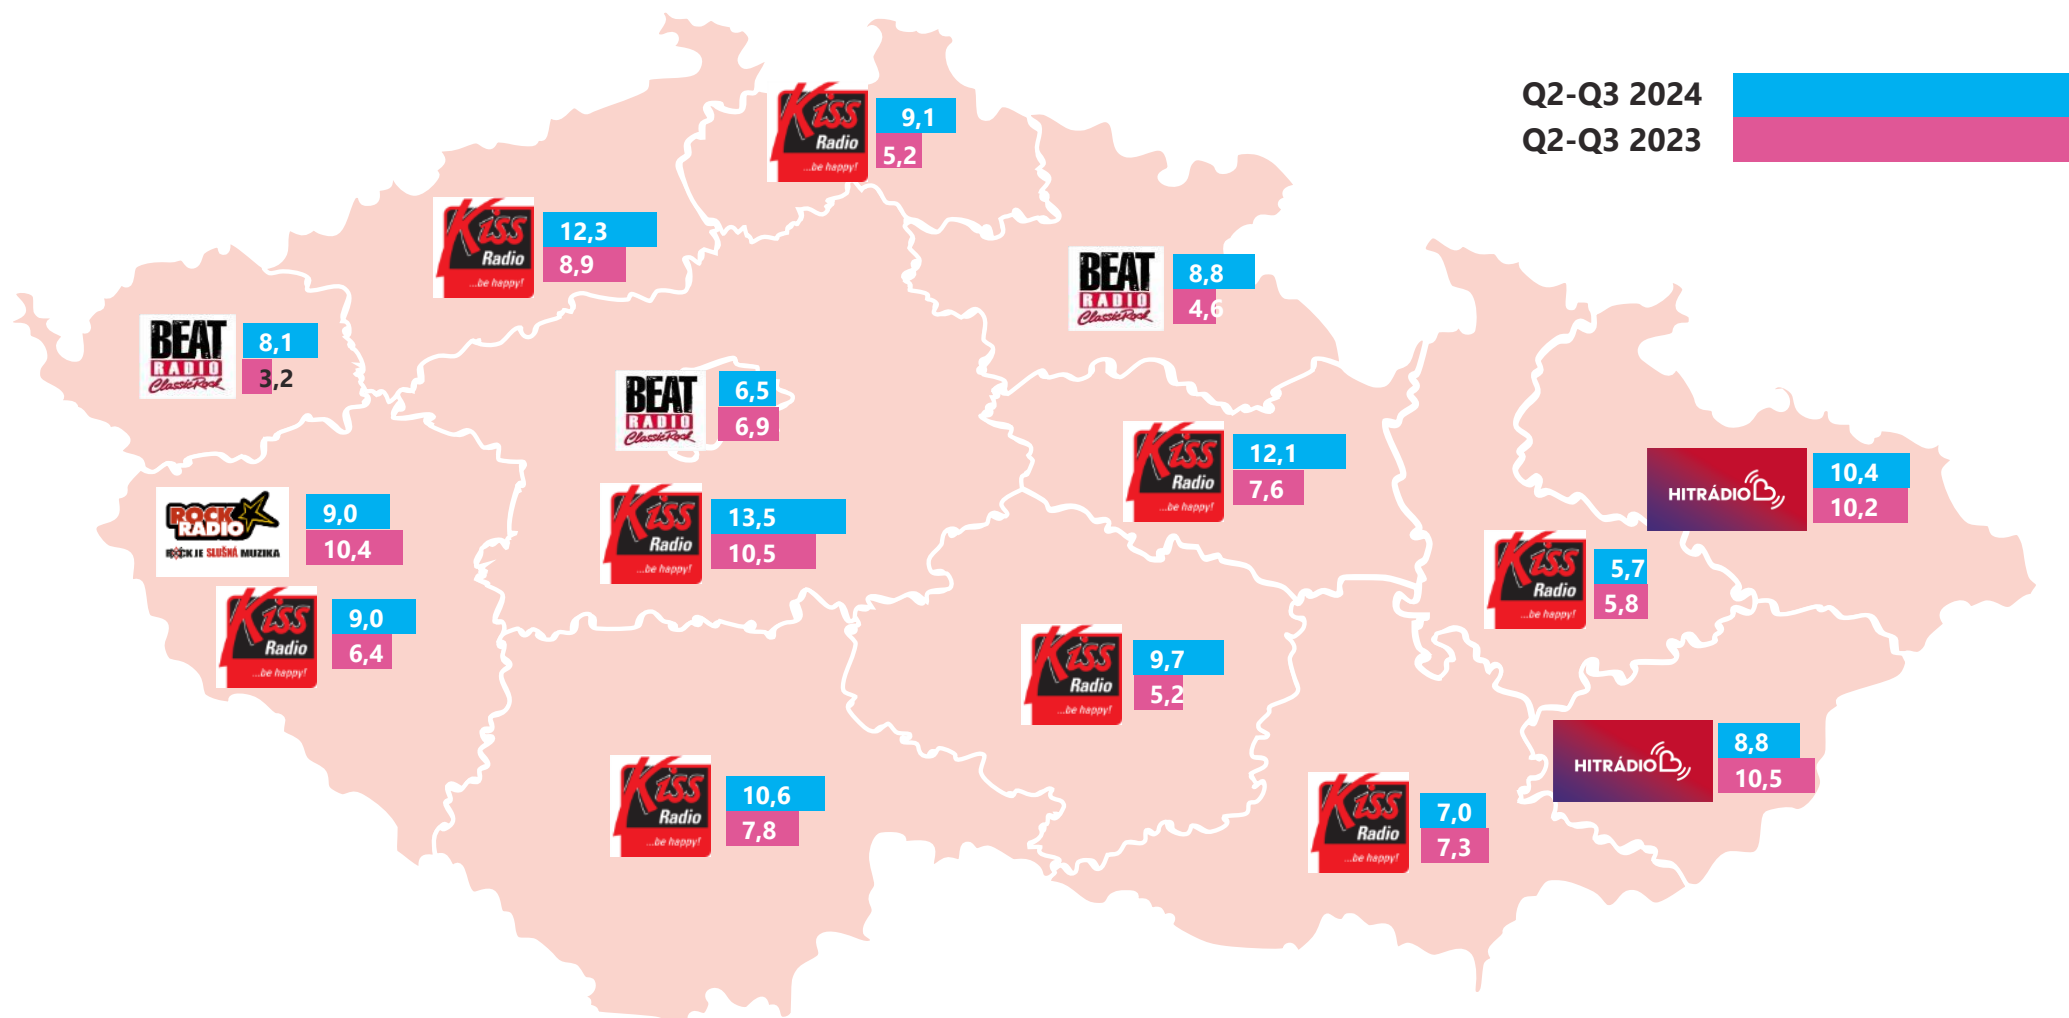 Q2-Q3 2024
Q2-Q3 2023
Kiss
Radio
...be happy!
9,1
5,2
Kiss
Radio
...be happy!
12,3
8,9
BEAT
RADIO
Classic Rock
8,8
4,6
BEAT
RADIO
Classic Rock
8,1
3,2
BEAT
RADIO
Classic Rock
6,5
6,9
Kiss
Radio
...be happy!
12,1
7,6
HITRÁDIO
10,4
10,2
ROCK
RADIO
ROCK JE SLUŠNÁ MUZIKA
9,0
10,4
Kiss
Radio
...be happy!
13,5
10,5
Kiss
Radio
...be happy!
5,7
5,8
Kiss
Radio
...be happy!
9,0
6,4
Kiss
Radio
...be happy!
9,7
5,2
HITRÁDIO
8,8
10,5
Kiss
Radio
...be happy!
10,6
7,8
Kiss
Radio
...be happy!
7,0
7,3